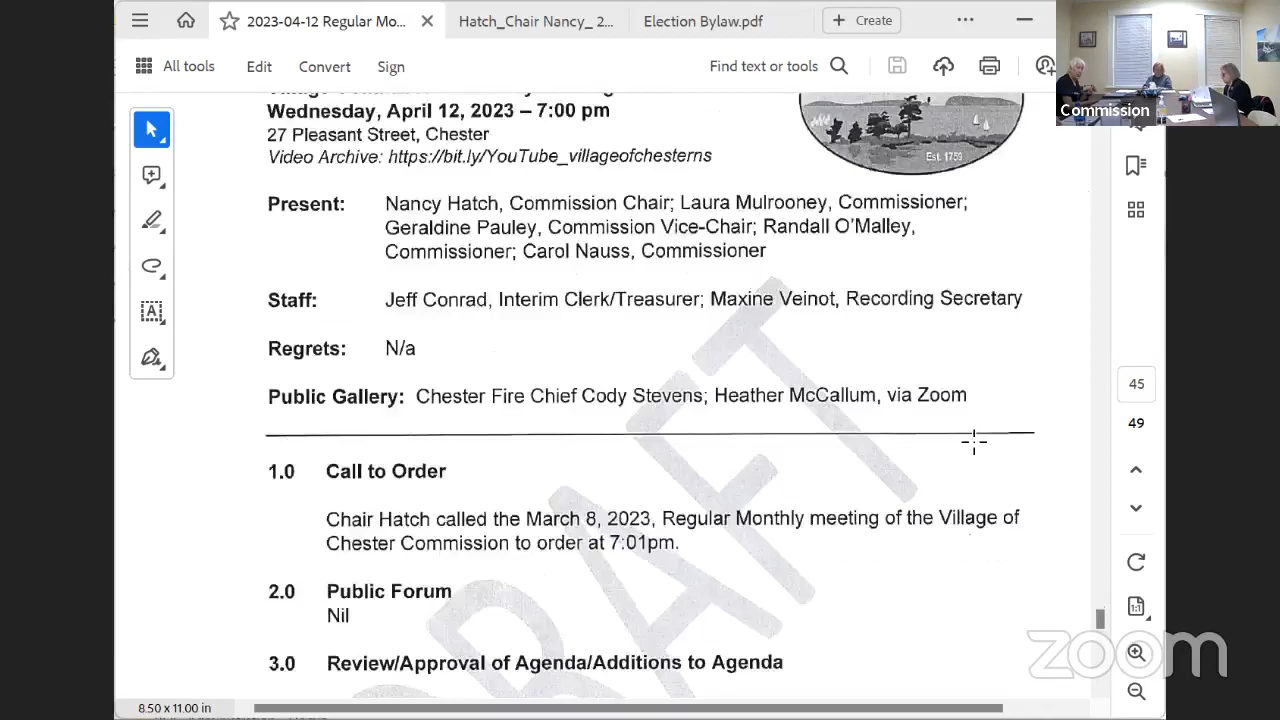 2023-04-12 Regular Mo...
Hatch_Chair Nancy_ 2...
Election Bylaw.pdf
Create
All tools
Edit
Convert
Sign
Find text or tools
Commission
Wednesday, April 12, 2023 – 7:00 pm
27 Pleasant Street, Chester
Video Archive: https://bit.ly/YouTube_villageofchesterns
Est. 1759
Present: Nancy Hatch, Commission Chair; Laura Mulrooney, Commissioner;
Geraldine Pauley, Commission Vice-Chair; Randall O'Malley,
Commissioner; Carol Nauss, Commissioner
Staff: Jeff Conrad, Interim Clerk/Treasurer; Maxine Veinot, Recording Secretary
Regrets: N/a
Public Gallery: Chester Fire Chief Cody Stevens; Heather McCallum, via Zoom
45
49
1.0 Call to Order
Chair Hatch called the March 8, 2023, Regular Monthly meeting of the Village of
Chester Commission to order at 7:01pm.
2.0 Public Forum
Nil
3.0 Review/Approval of Agenda/Additions to Agenda
DRAFT
1:1
zoom
8.50 x 11.00 in